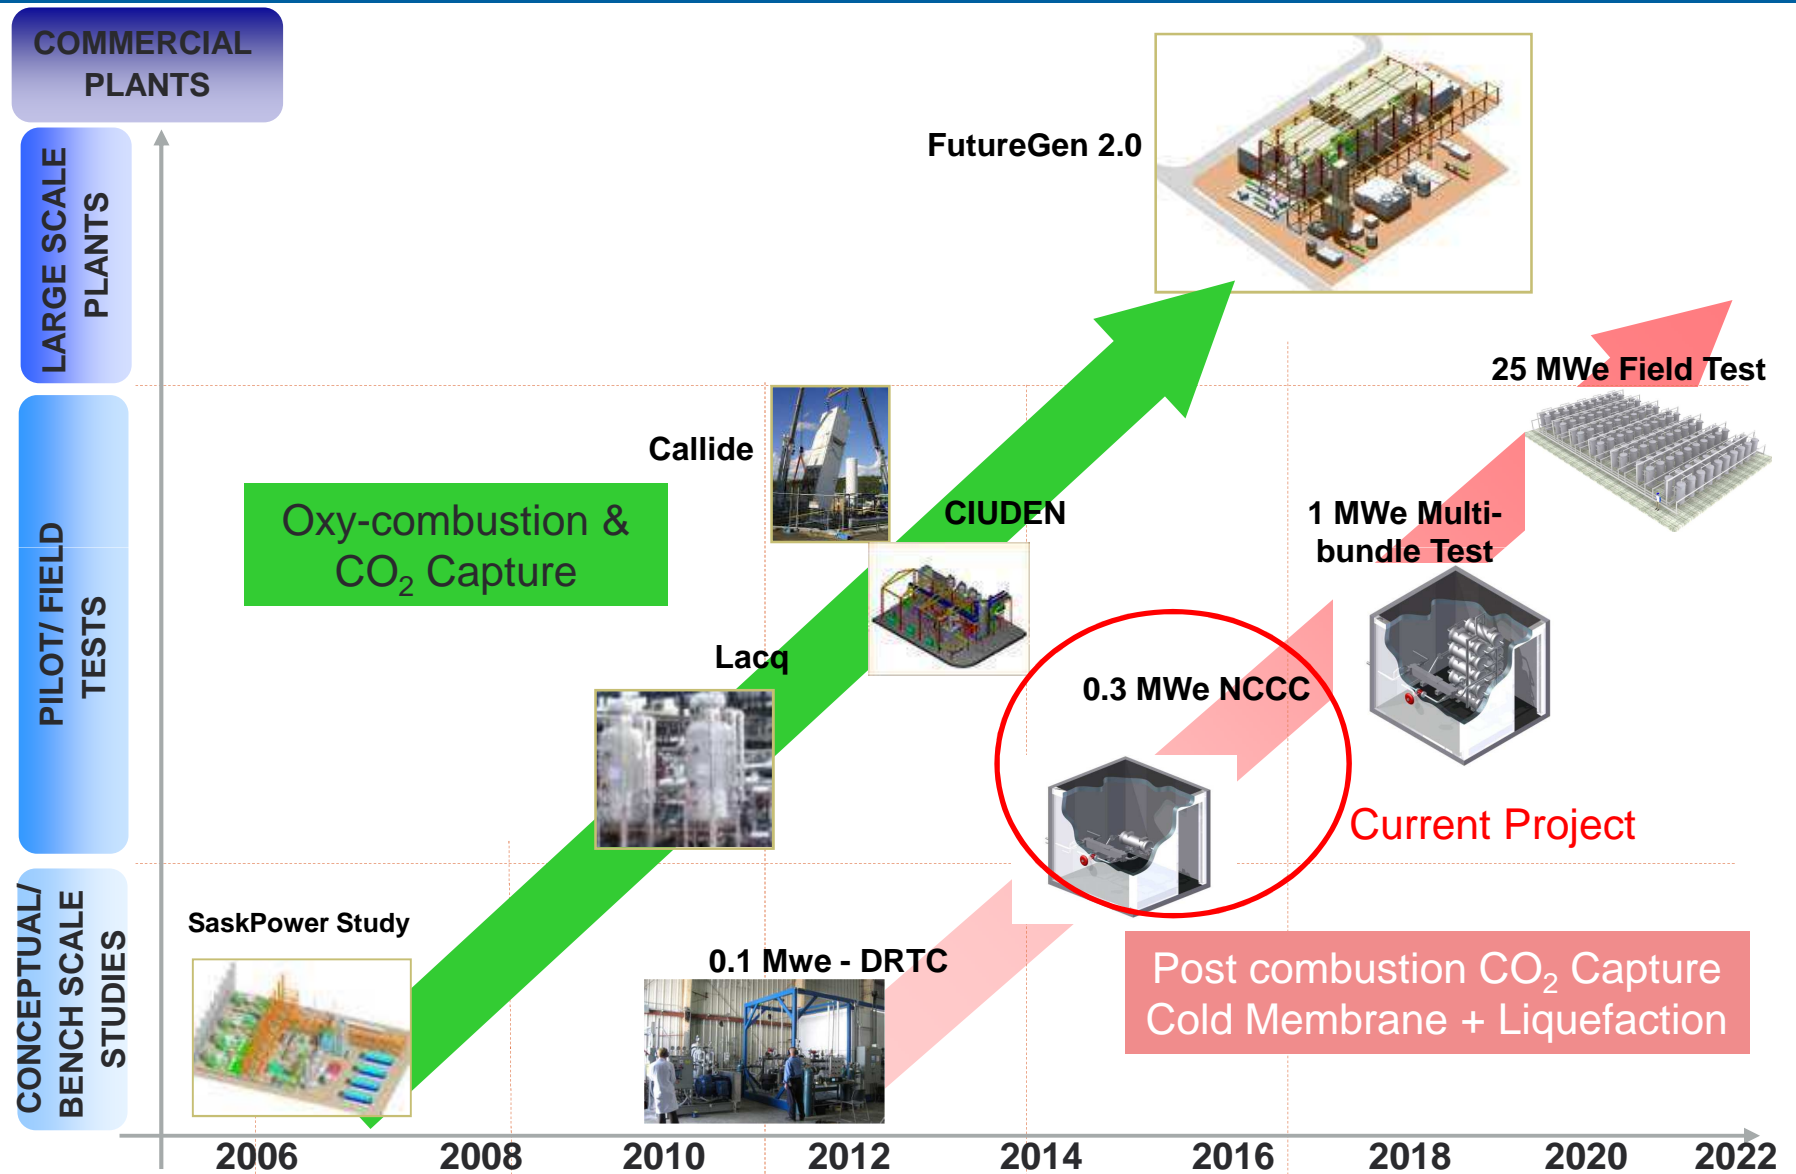 COMMERCIAL
PLANTS
LARGE SCALE
PLANTS
PILOT/ FIELD
TESTS
CONCEPTUAL/
BENCH SCALE
STUDIES
FutureGen 2.0
25 MWe Field Test
Callide
Oxy-combustion &
CO₂ Capture
CIUDEN
1 MWe Multi-
bundle Test
Lacq
0.3 MWe NCCC
Current Project
SaskPower Study
0.1 Mwe - DRTC
Post combustion CO₂ Capture
Cold Membrane + Liquefaction
2006 2008 2010 2012 2014 2016 2018 2020 2022